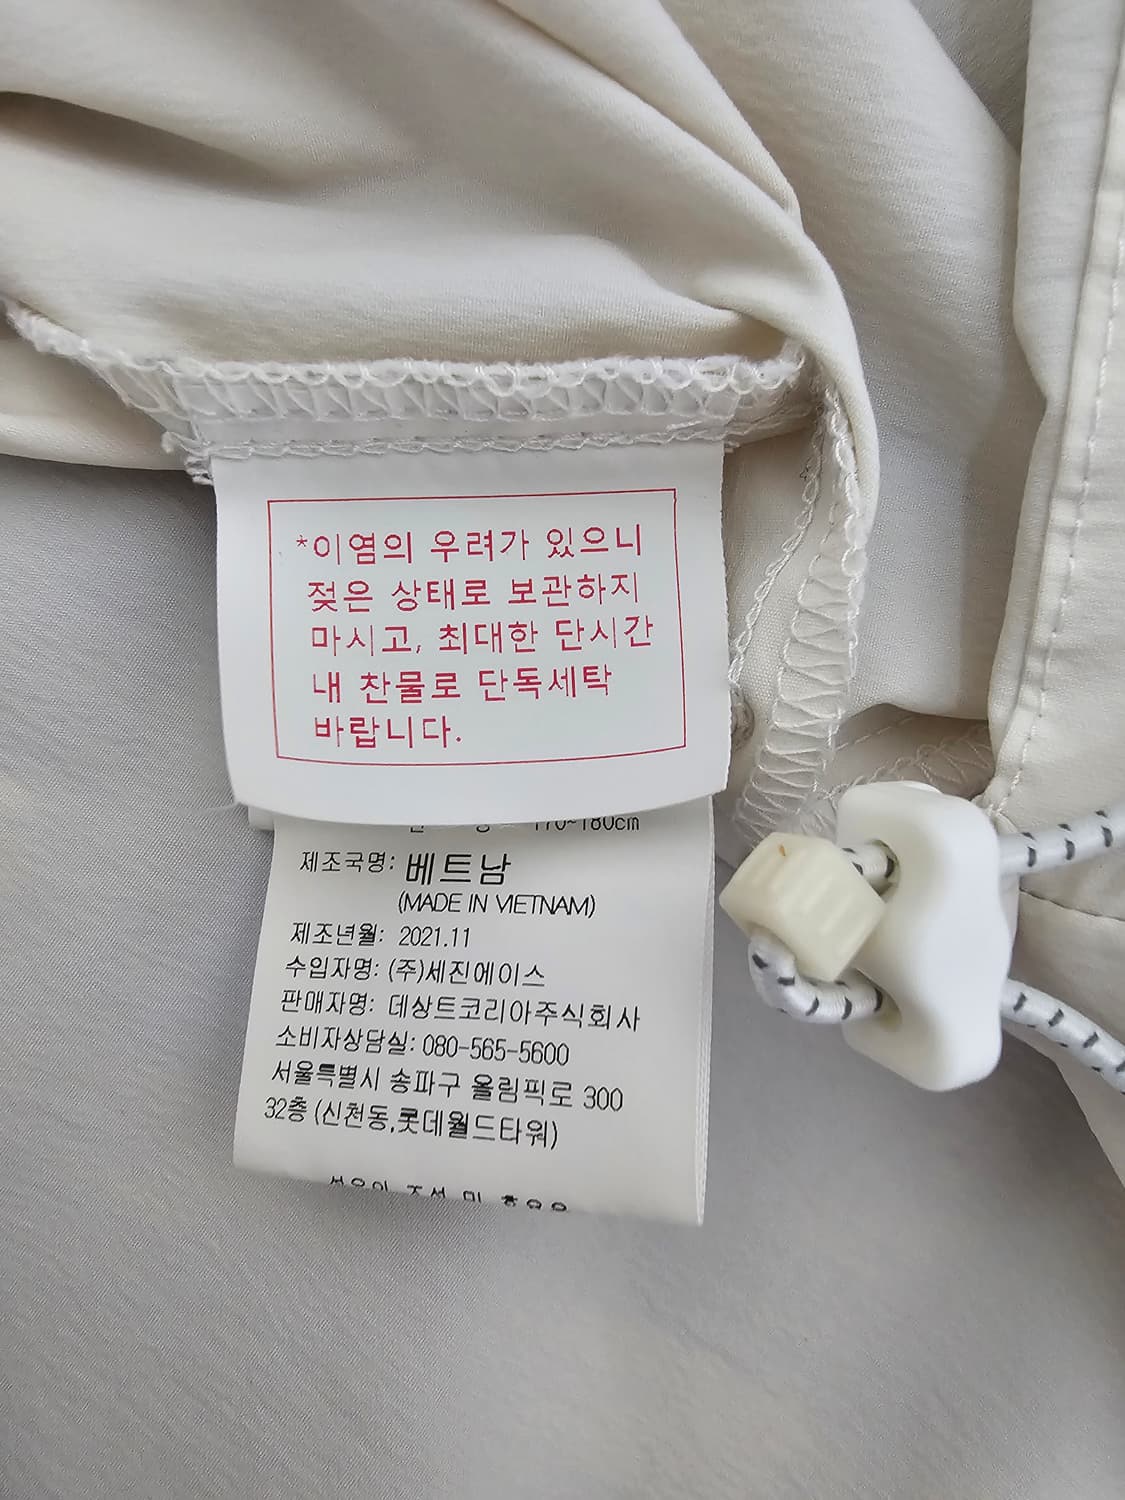 *이염의 우려가 있으니
젖은 상태로 보관하지
마시고, 최대한 단시간
내 찬물로 단독세탁
바랍니다.
170~180cm
제조국명: 베트남
(MADE IN VIETNAM)
제조년월: 2021.11
수입자명: (주)세진에이스
판매자명: 데상트코리아주식회사
소비자상담실: 080-565-5600
서울특별시 송파구 올림픽로 300
32층 (신천동,롯데월드타워)